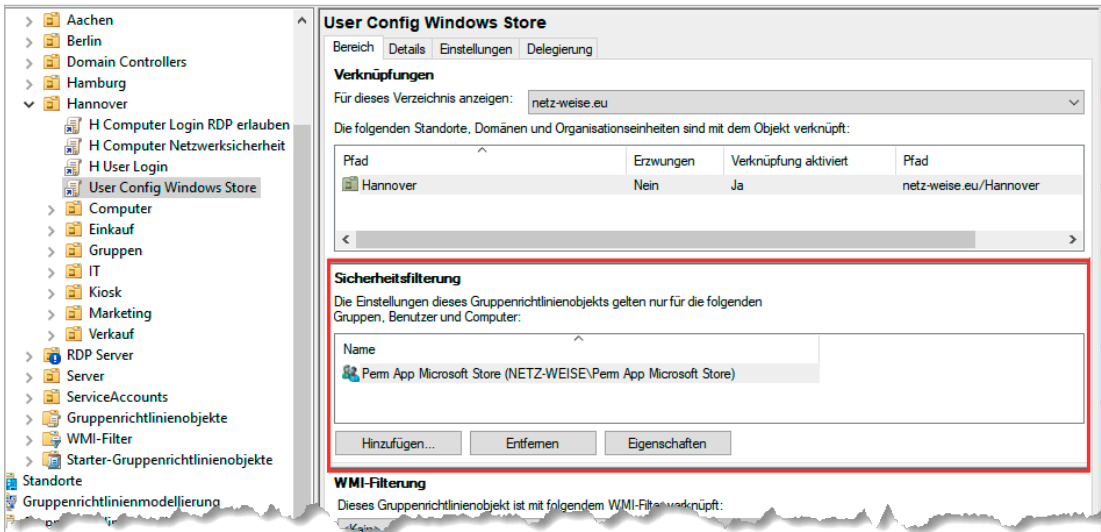 Aachen
Berlin
Domain Controllers
Hamburg
Hannover
H Computer Login RDP erlauben
H Computer Netzwerksicherheit
H User Login
User Config Windows Store
Computer
Einkauf
Gruppen
IT
Kiosk
Marketing
Verkauf
RDP Server
Server
ServiceAccounts
Gruppenrichtlinienobjekte
WMI-Filter
Starter-Gruppenrichtlinienobjekte
Standorte
Gruppenrichtlinienmodellierung
User Config Windows Store
Bereich Details Einstellungen Delegierung
Verknüpfungen
Für dieses Verzeichnis anzeigen: netz-weise.eu
Die folgenden Standorte, Domänen und Organisationseinheiten sind mit dem Objekt verknüpft:
Pfad Erzwungen Verknüpfung aktiviert Pfad
Hannover Nein Ja netz-weise.eu/Hannover
Sicherheitsfilterung
Die Einstellungen dieses Gruppenrichtlinienobjekts gelten nur für die folgenden
Gruppen, Benutzer und Computer:
Name
Perm App Microsoft Store (NETZ-WEISE\Perm App Microsoft Store)
Hinzufügen... Entfernen Eigenschaften
WMI-Filterung
Dieses Gruppenrichtlinienobjekt ist mit folgendem WMI-Filter verknüpft: